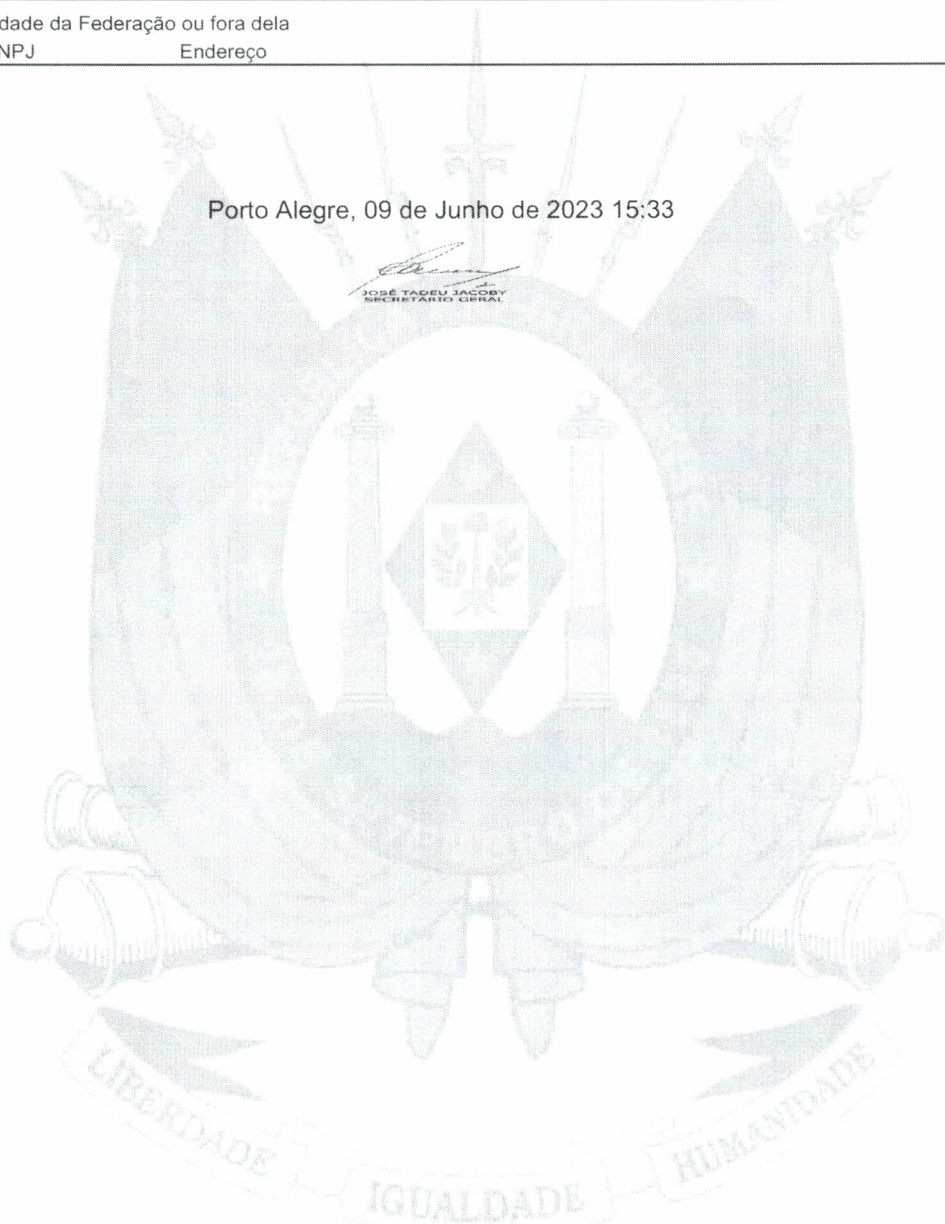 dade da Federação ou fora dela
NPJ Endereço
Porto Alegre, 09 de Junho de 2023 15:33
JOSÉ TADEU JACOBY
SECRETÁRIO GERAL
LIBERDADE
IGUALDADE
HUMANIDADE